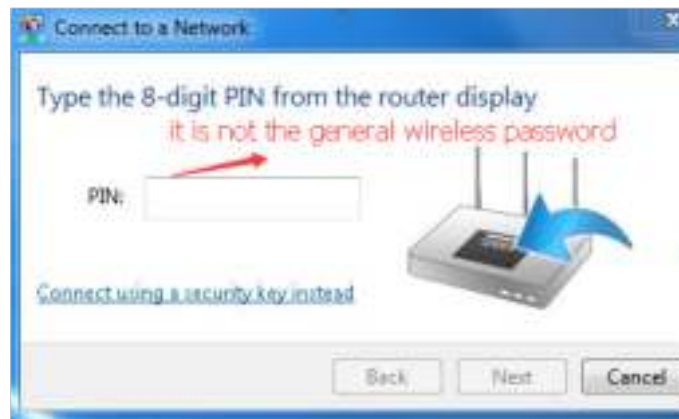 Connect to a Network
Type the 8-digit PIN from the router display
it is not the general wireless password
PIN:
Connect using a security key instead
Back Next Cancel